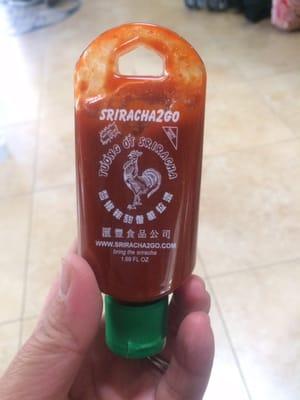 SRIRACHA2GO
TƯƠNG ỚT SRIRACHA
匯豐食品公司
WWW.SRIRACHA2GO.COM
bring the sriracha
1.69 FL OZ